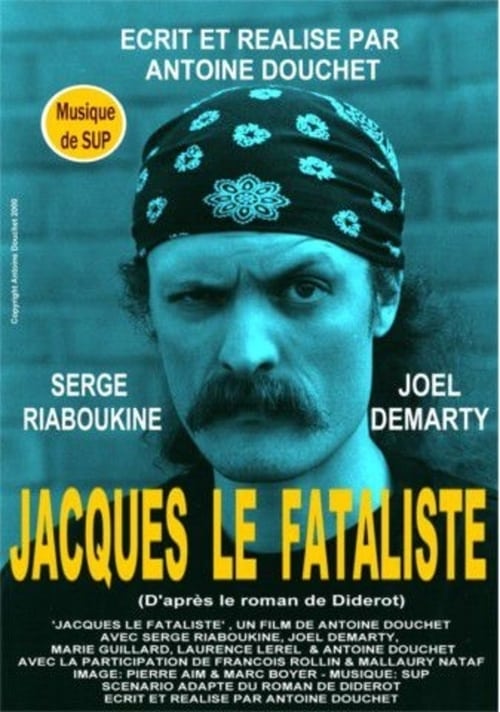 ECRIT ET REALISE PAR
ANTOINE DOUCHET
Musique
de SUP
Copyright Antoine Douchet 2000
SERGE
RIABOUKINE
JOEL
DEMARTY
JACQUES LE FATALISTE
(D'après le roman de Diderot)
'JACQUES LE FATALISTE' , UN FILM DE ANTOINE DOUCHET
AVEC SERGE RIABOUKINE, JOEL DEMARTY,
MARIE GUILLARD, LAURENCE LEREL & ANTOINE DOUCHET
AVEC LA PARTICIPATION DE FRANCOIS ROLLIN & MALLAURY NATAF
IMAGE: PIERRE AIM & MARC BOYER - MUSIQUE: SUP
SCENARIO ADAPTE DU ROMAN DE DIDEROT
ECRIT ET REALISE PAR ANTOINE DOUCHET